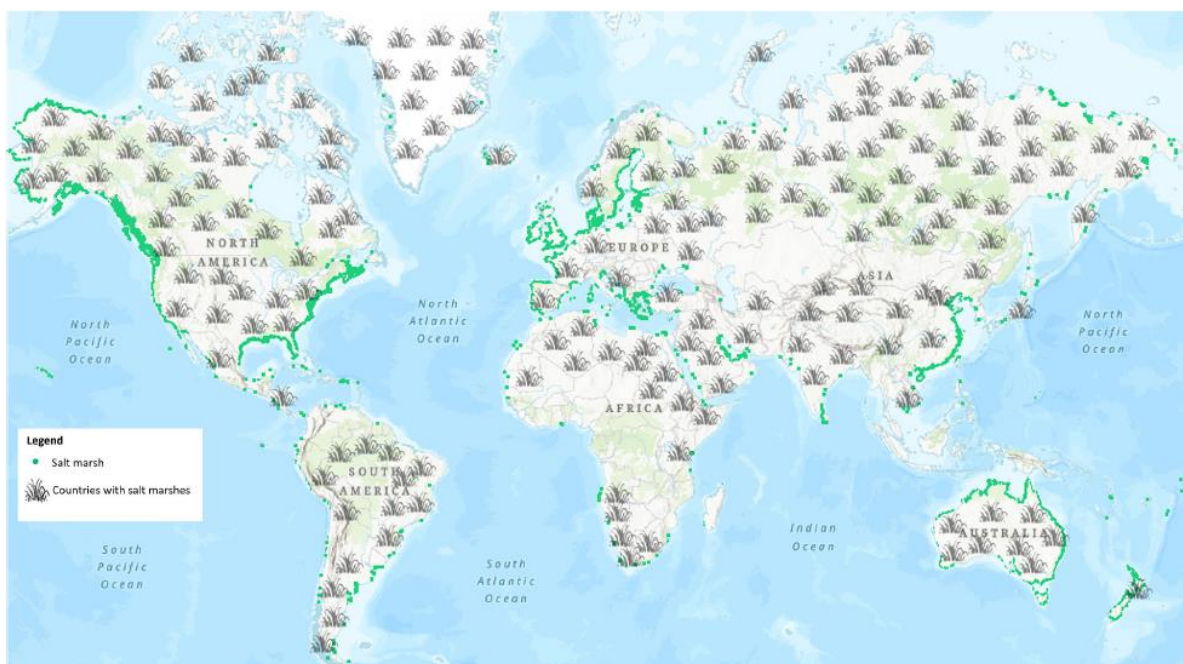 NORTH
AMERICA
EUROPE
ASIA
North
Pacific
Ocean
North
Atlantic
Ocean
North
Pacific
Ocean
AFRICA
Legend
Salt marsh
Countries with salt marshes
SOUTH
AMERICA
Indian
Ocean
AUSTRALIA
South
Pacific
Ocean
South
Atlantic
Ocean